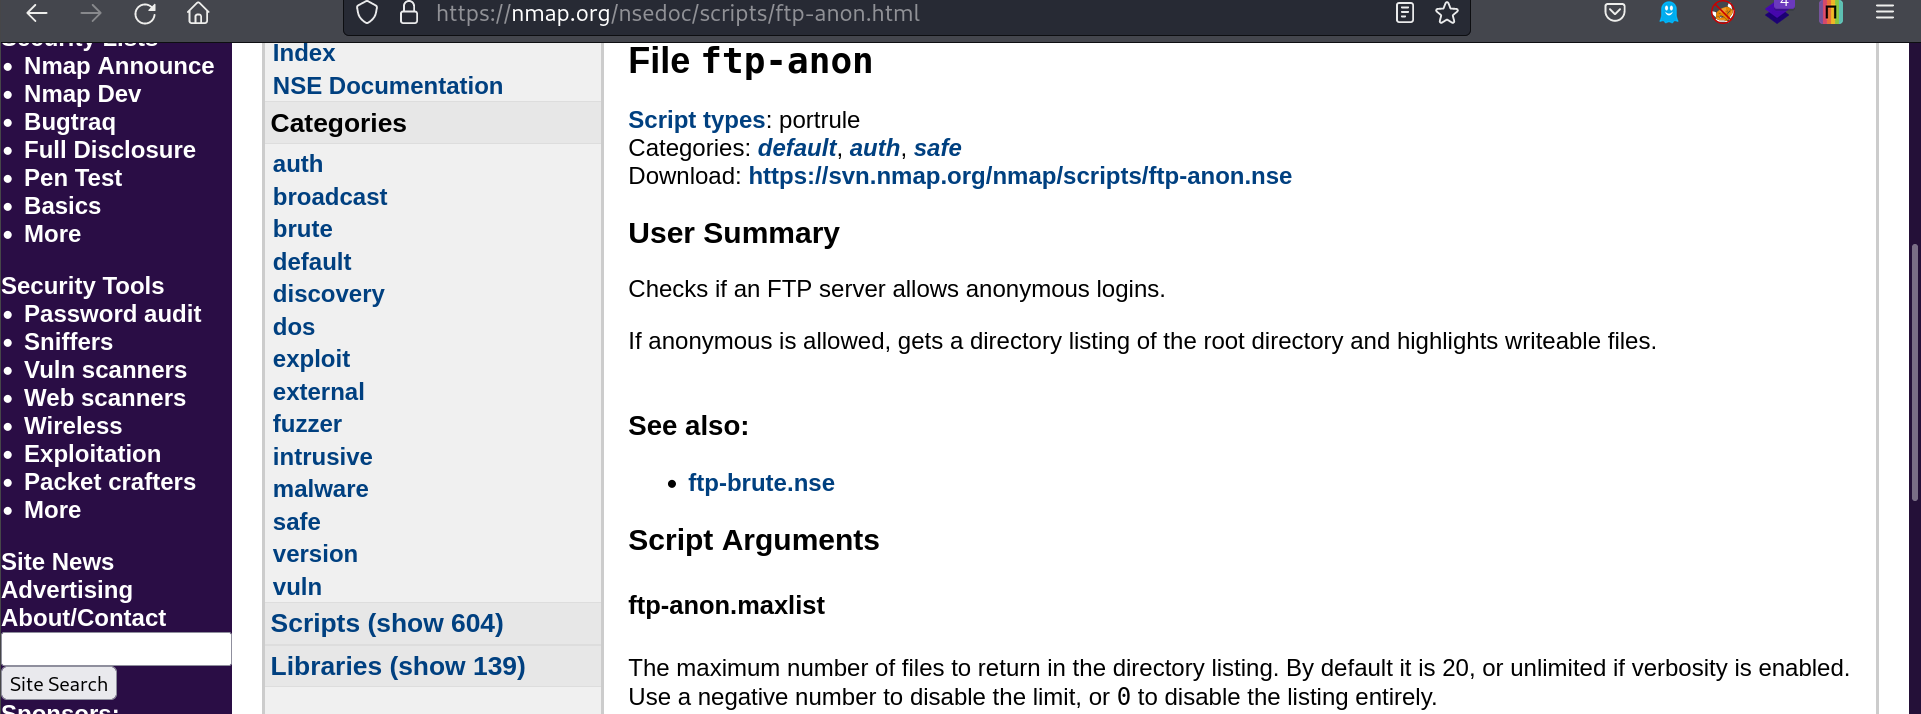 https://nmap.org/nsedoc/scripts/ftp-anon.html
4
Security Lists
• Nmap Announce
• Nmap Dev
• Bugtraq
• Full Disclosure
• Pen Test
• Basics
• More
Security Tools
• Password audit
• Sniffers
• Vuln scanners
• Web scanners
• Wireless
• Exploitation
• Packet crafters
• More
Site News
Advertising
About/Contact
Site Search
Sponsors:
Index
NSE Documentation
Categories
auth
broadcast
brute
default
discovery
dos
exploit
external
fuzzer
intrusive
malware
safe
version
vuln
Scripts (show 604)
Libraries (show 139)
File ftp-anon
Script types: portrule
Categories: default, auth, safe
Download: https://svn.nmap.org/nmap/scripts/ftp-anon.nse
User Summary
Checks if an FTP server allows anonymous logins.
If anonymous is allowed, gets a directory listing of the root directory and highlights writeable files.
See also:
• ftp-brute.nse
Script Arguments
ftp-anon.maxlist
The maximum number of files to return in the directory listing. By default it is 20, or unlimited if verbosity is enabled.
Use a negative number to disable the limit, or 0 to disable the listing entirely.